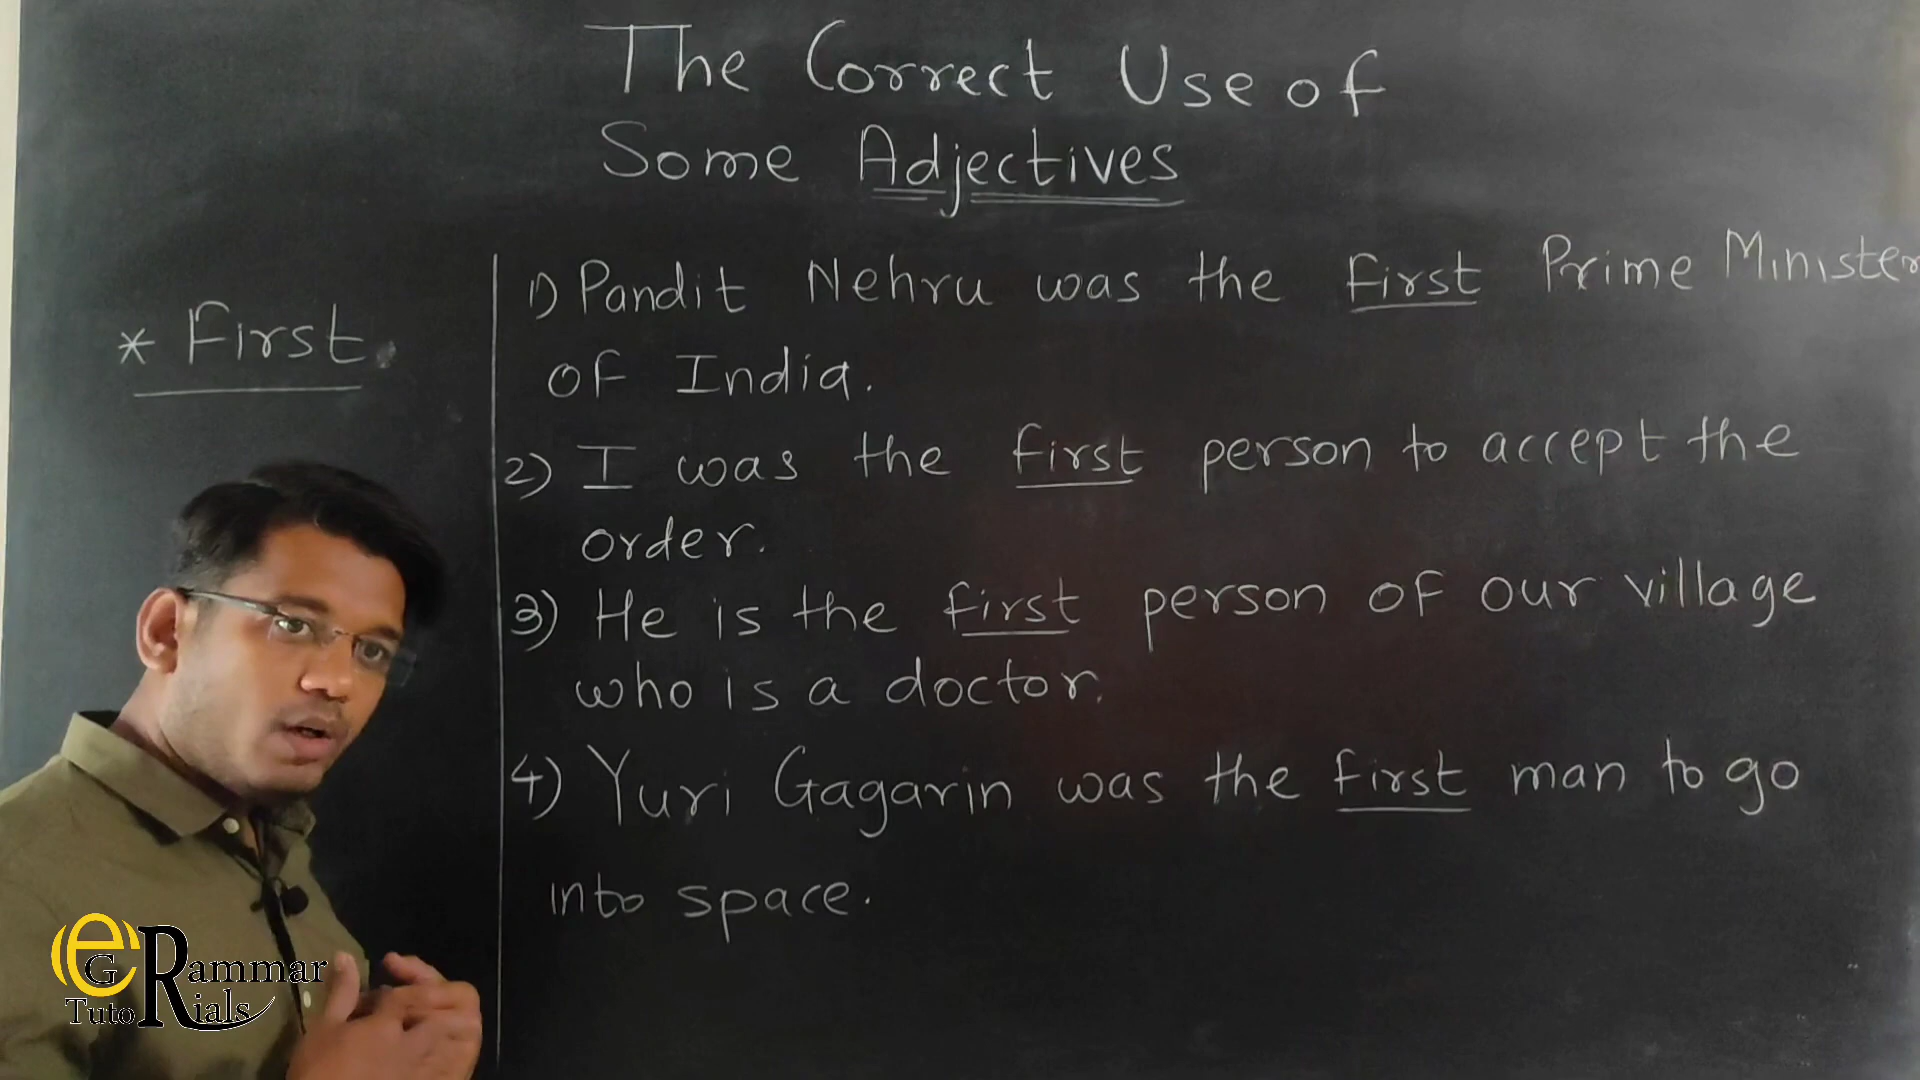 The Correct Use of
Some Adjectives
* First.
1) Pandit Nehru was the first Prime Minister
of India.
2) I was the first person to accept the
order.
3) He is the first person of our village
who is a doctor.
4) Yuri Gagarin was the first man to go
into space.
e GRammar
TutoRials